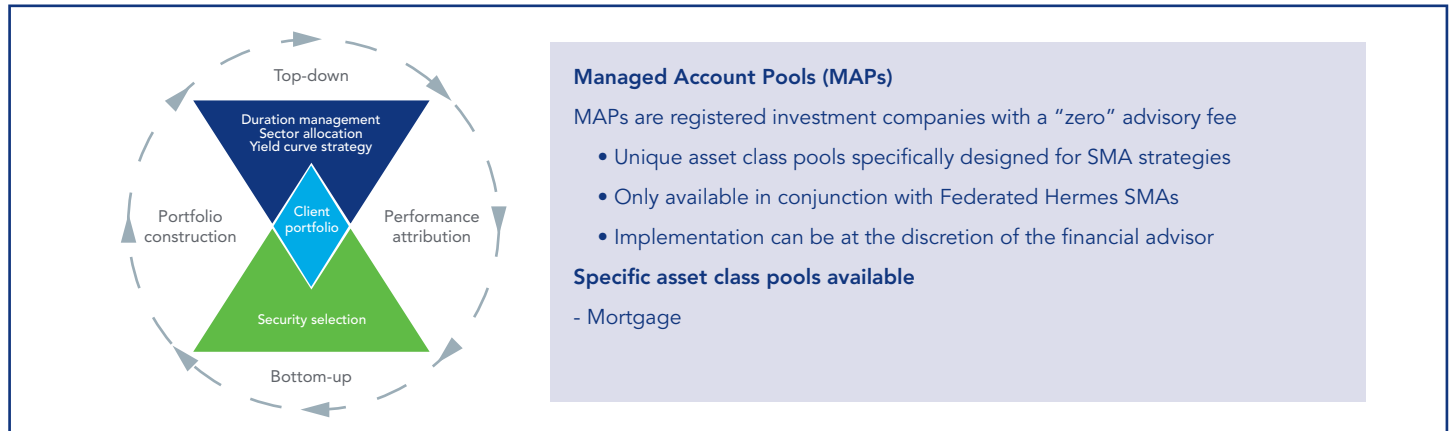 Top-down
Duration management
Sector allocation
Yield curve strategy
Client
portfolio
Portfolio
construction
Performance
attribution
Security selection
Bottom-up
Managed Account Pools (MAPs)
MAPs are registered investment companies with a “zero” advisory fee
• Unique asset class pools specifically designed for SMA strategies
• Only available in conjunction with Federated Hermes SMAs
• Implementation can be at the discretion of the financial advisor
Specific asset class pools available
- Mortgage